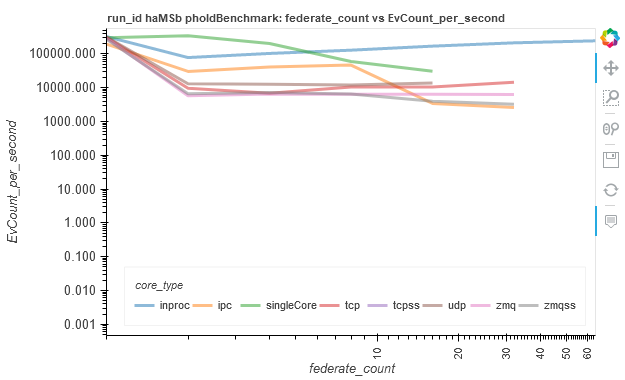 run_id haMSb pholdBenchmark: federate_count vs EvCount_per_second
EvCount_per_second
100000.000
10000.000
1000.000
100.000
10.000
1.000
0.100
0.010
0.001
core_type
inproc ipc singleCore tcp tcpss udp zmq zmqss
10 20 30 40 50 60
federate_count